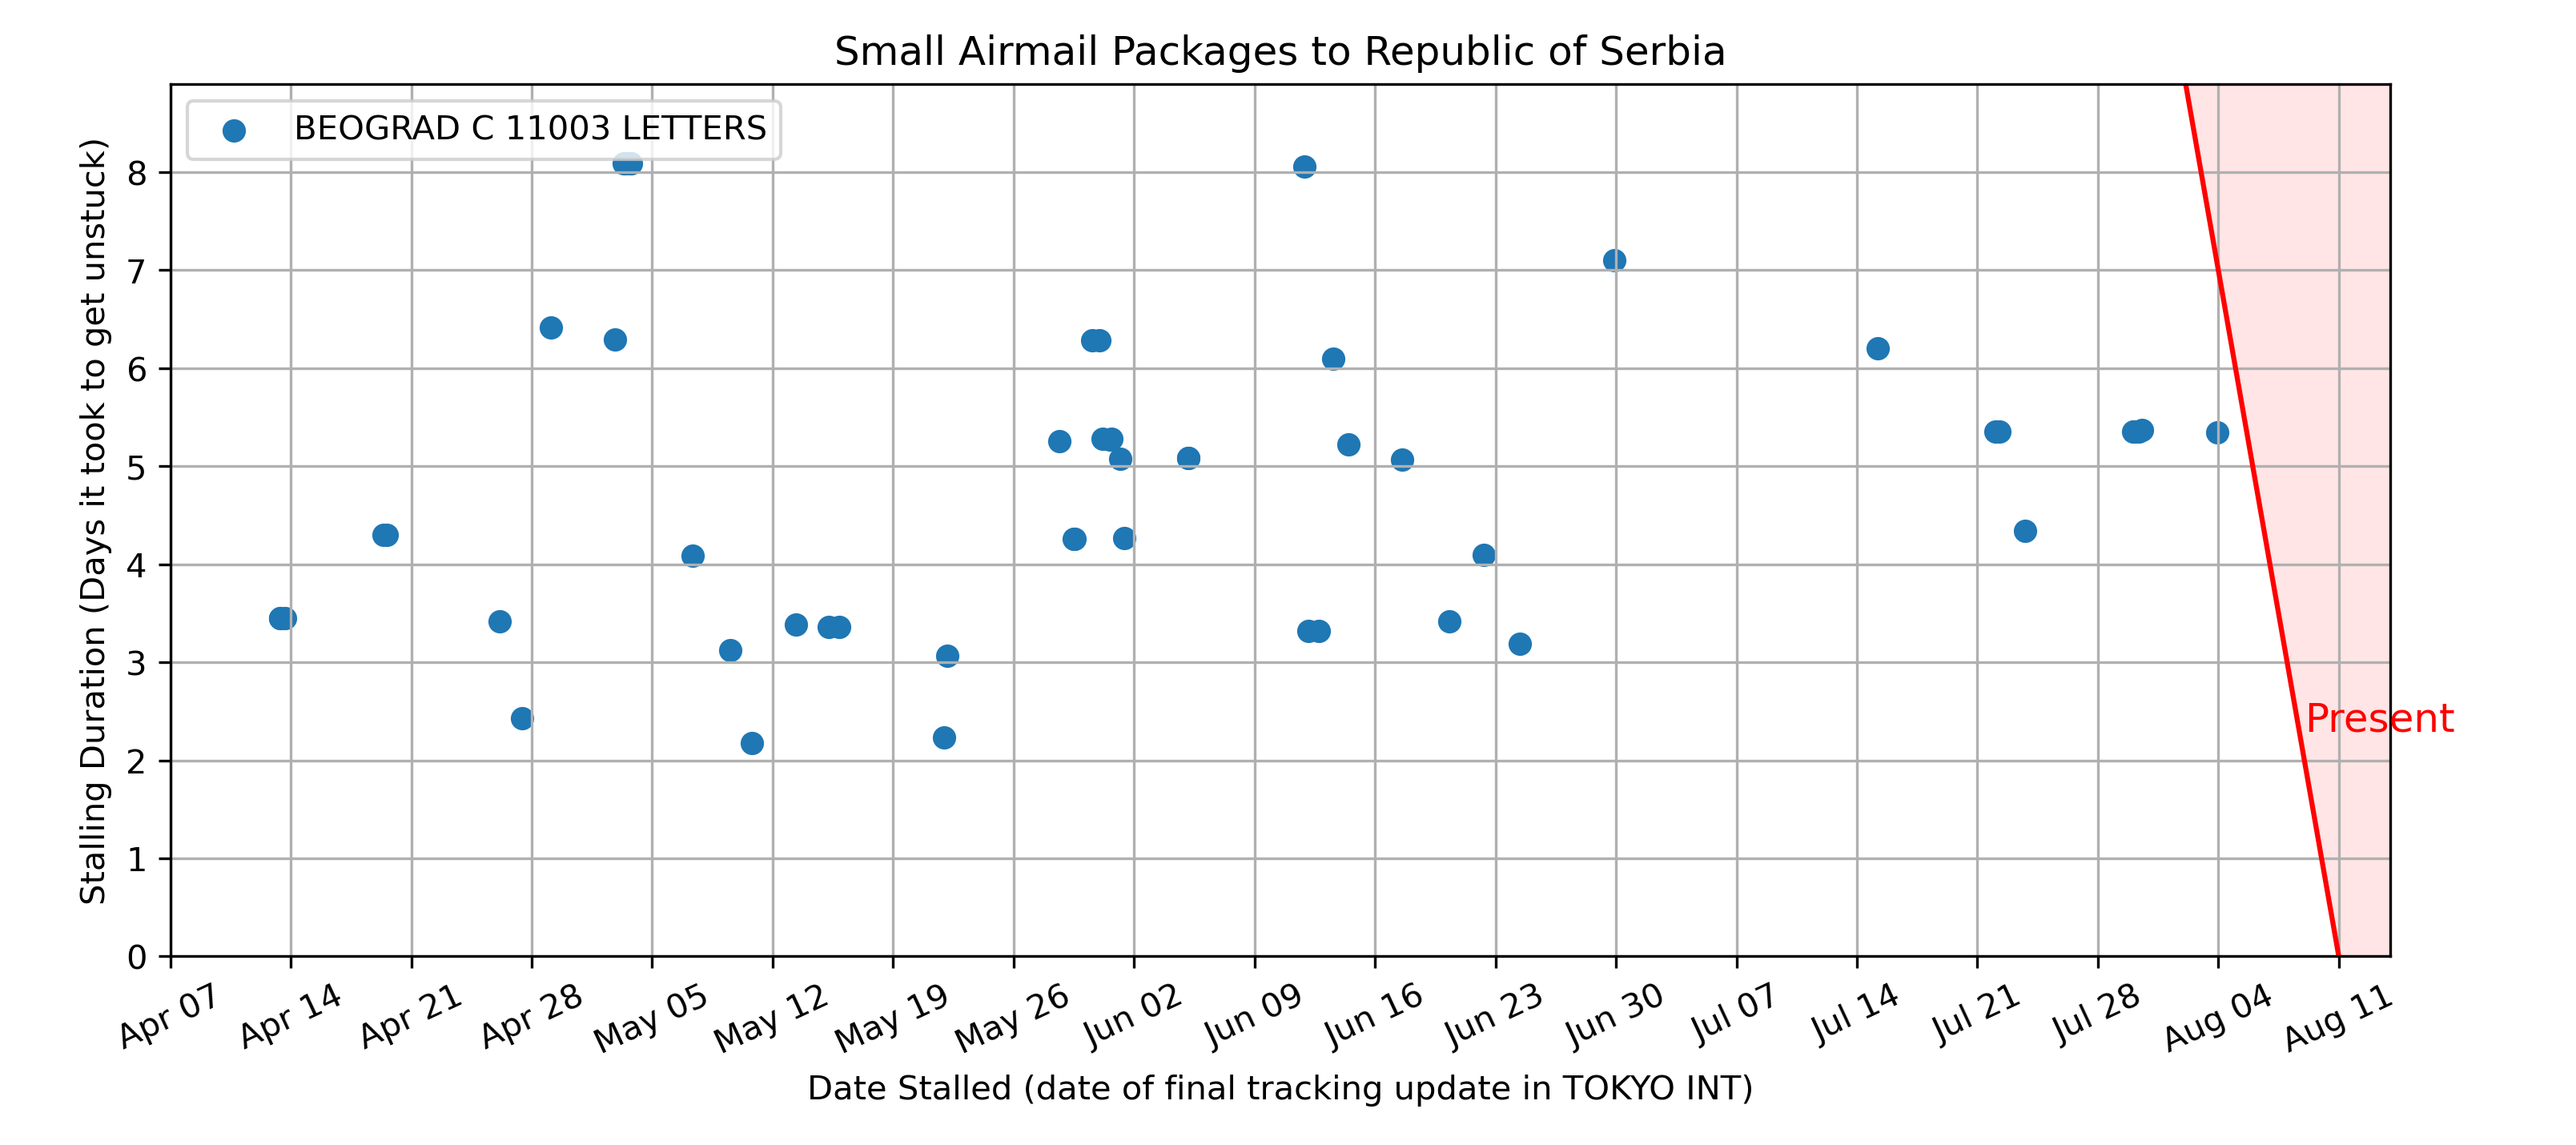 Small Airmail Packages to Republic of Serbia
BEOGRAD C 11003 LETTERS
Stalling Duration (Days it took to get unstuck)
8
7
6
5
4
3
2
1
0
Present
Apr 07
Apr 14
Apr 21
Apr 28
May 05
May 12
May 19
May 26
Jun 02
Jun 09
Jun 16
Jun 23
Jun 30
Jul 07
Jul 14
Jul 21
Jul 28
Aug 04
Aug 11
Date Stalled (date of final tracking update in TOKYO INT)